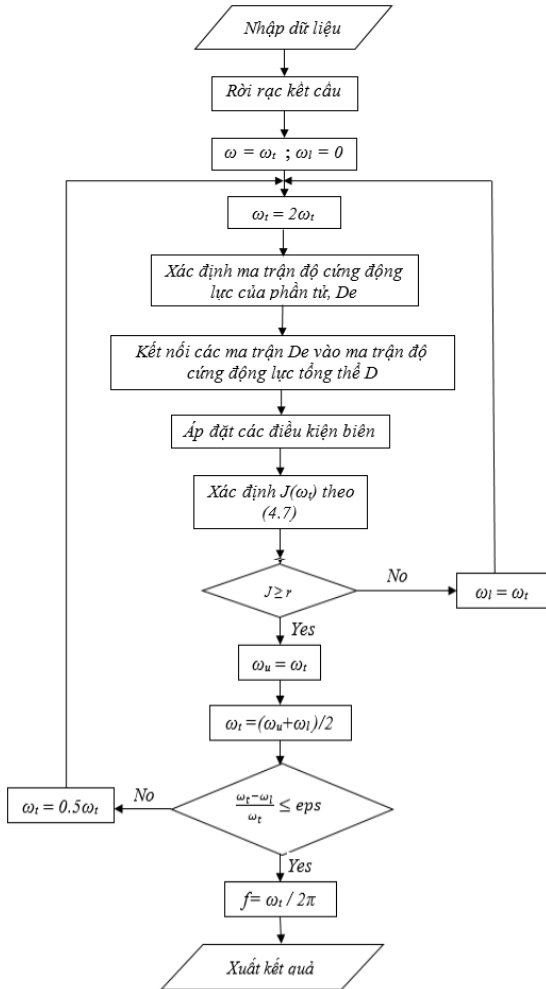 Nhập dữ liệu
Rời rạc kết cấu
ω = ωₜ ; ωₗ = 0
ωₜ = 2ωₜ
Xác định ma trận độ cứng động
lực của phần tử, De
Kết nối các ma trận De vào ma trận độ
cứng động lực tổng thể D
Áp đặt các điều kiện biên
Xác định J(ωₜ) theo
(4.7)
J ≥ r
No
ωₗ = ωₜ
Yes
ωᵤ = ωₜ
ωₜ =(ωᵤ+ωₗ)/2
(ωₜ−ωₗ)/ωₜ ≤ eps
No
ωₜ = 0.5ωₜ
Yes
f= ωₜ / 2π
Xuất kết quả